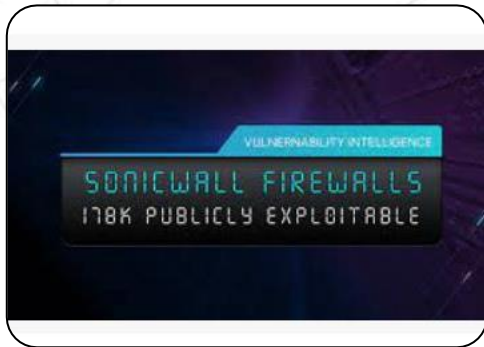 VULNERNABILITY INTELLIGENCE
SONICWALL FIREWALLS
178K PUBLICLY EXPLOITABLE